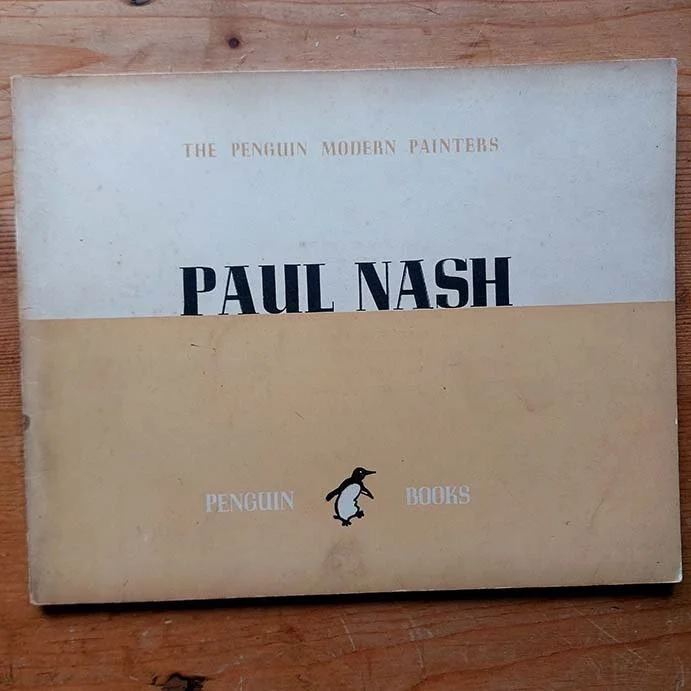 THE PENGUIN MODERN PAINTERS
PAUL NASH
PENGUIN BOOKS